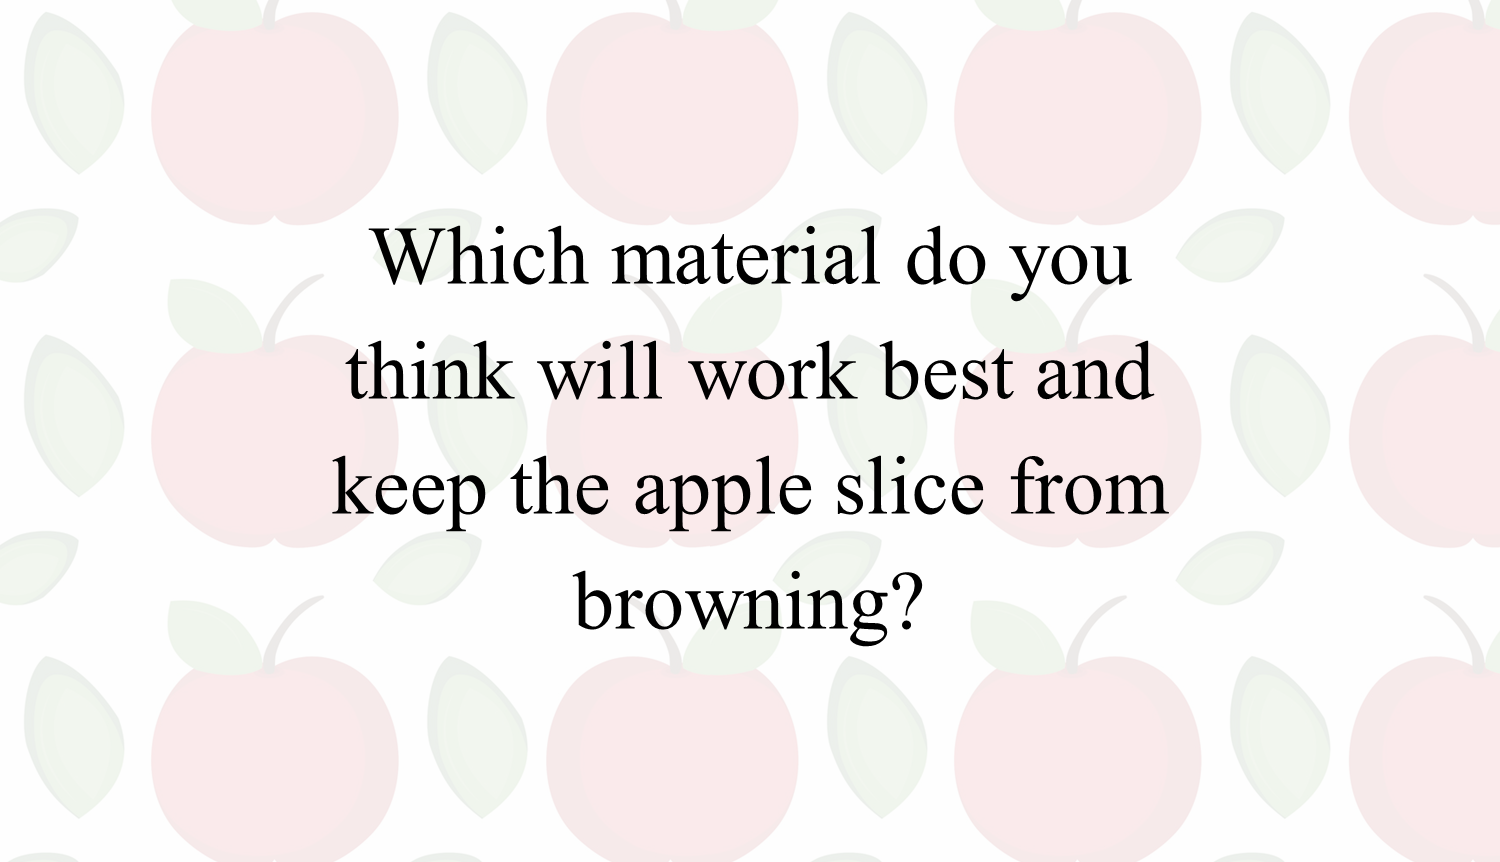 Which material do you
think will work best and
keep the apple slice from
browning?